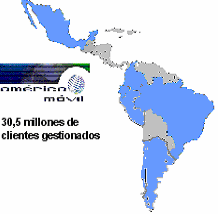 américa
móvil
30,5 millones de
clientes gestionados